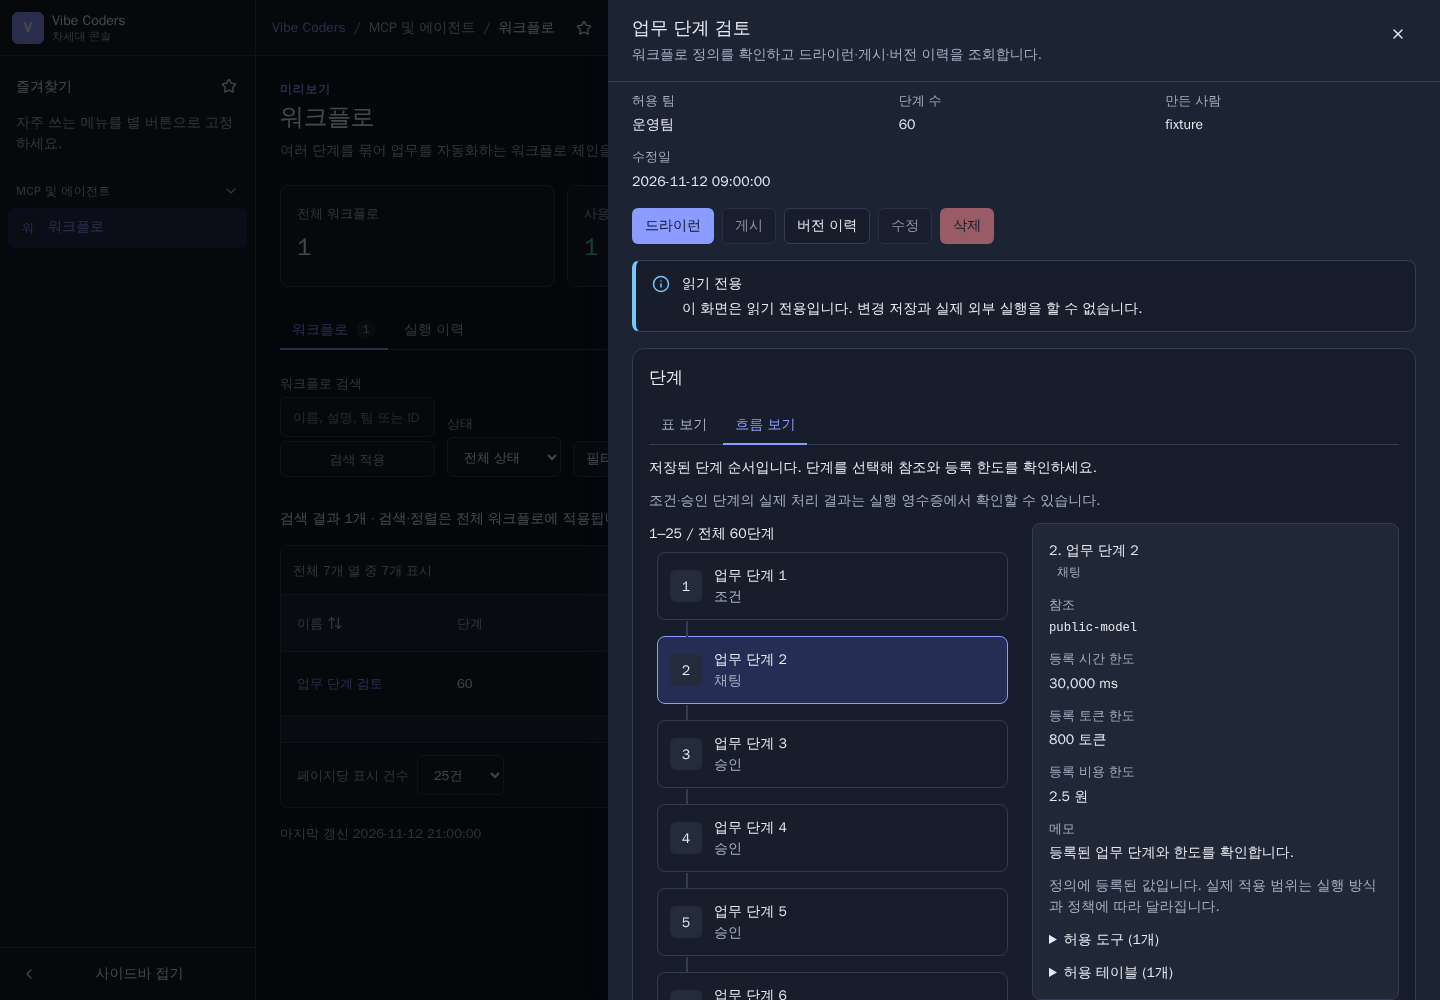 V
Vibe Coders
차세대 콘솔
즐겨찾기
자주 쓰는 메뉴를 별 버튼으로 고정
하세요.
MCP 및 에이전트
워 워크플로
사이드바 접기
Vibe Coders / MCP 및 에이전트 / 워크플로
미리보기
워크플로
여러 단계를 묶어 업무를 자동화하는 워크플로 체인을
전체 워크플로
1
사용
1
워크플로 1
실행 이력
워크플로 검색
이름, 설명, 팀 또는 ID
검색 적용
상태
전체 상태
필터
검색 결과 1개 · 검색·정렬은 전체 워크플로에 적용됩니
전체 7개 열 중 7개 표시
이름 단계
업무 단계 검토 60
페이지당 표시 건수 25건
마지막 갱신 2026-11-12 21:00:00
업무 단계 검토
워크플로 정의를 확인하고 드라이런·게시·버전 이력을 조회합니다.
허용 팀
운영팀
단계 수
60
만든 사람
fixture
수정일
2026-11-12 09:00:00
드라이런 게시 버전 이력 수정 삭제
읽기 전용
이 화면은 읽기 전용입니다. 변경 저장과 실제 외부 실행을 할 수 없습니다.
단계
표 보기 흐름 보기
저장된 단계 순서입니다. 단계를 선택해 참조와 등록 한도를 확인하세요.
조건·승인 단계의 실제 처리 결과는 실행 영수증에서 확인할 수 있습니다.
1–25 / 전체 60단계
1
업무 단계 1
조건
2
업무 단계 2
채팅
3
업무 단계 3
승인
4
업무 단계 4
승인
5
업무 단계 5
승인
업무 단계 6
2. 업무 단계 2
채팅
참조
public-model
등록 시간 한도
30,000 ms
등록 토큰 한도
800 토큰
등록 비용 한도
2.5 원
메모
등록된 업무 단계와 한도를 확인합니다.
정의에 등록된 값입니다. 실제 적용 범위는 실행 방식
과 정책에 따라 달라집니다.
허용 도구 (1개)
허용 테이블 (1개)